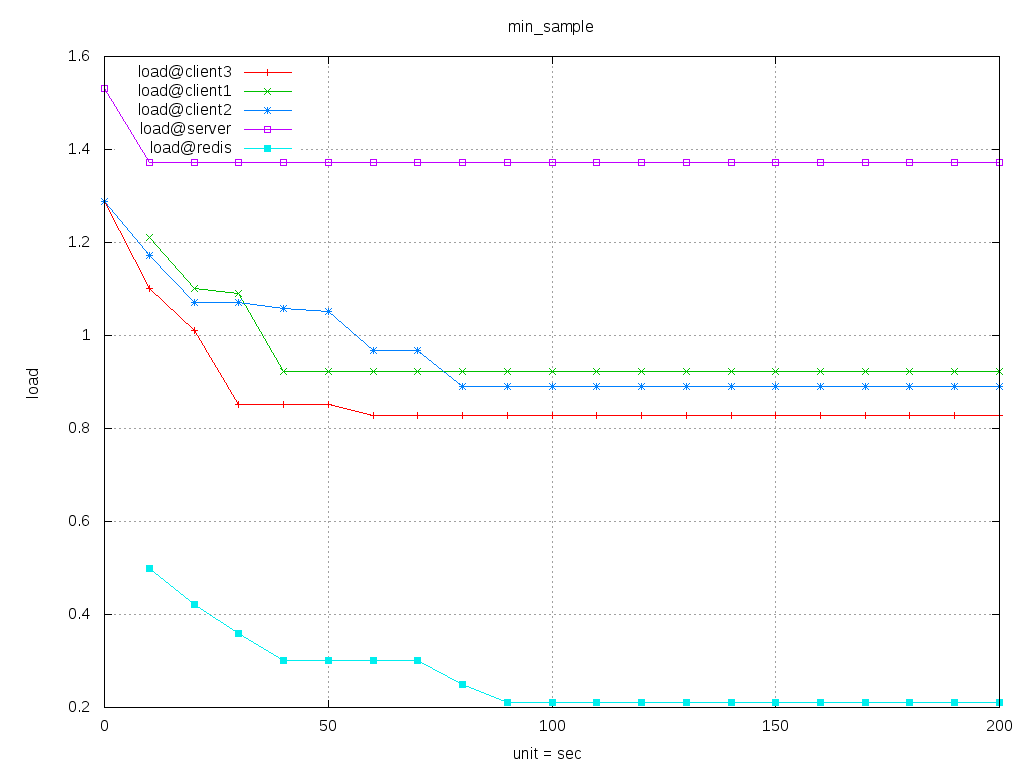 min_sample
1.6
1.4
1.2
1
0.8
0.6
0.4
0.2
load
load@client3
load@client1
load@client2
load@server
load@redis
0 50 100 150 200
unit = sec